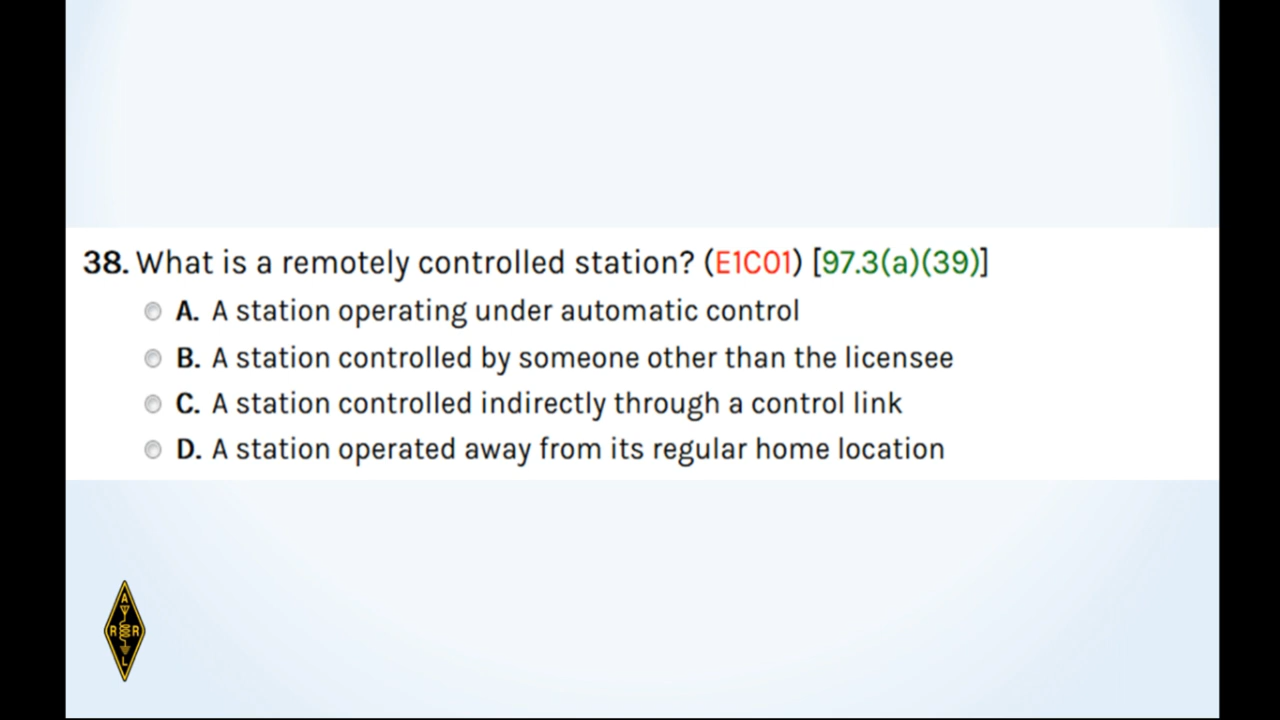 38. What is a remotely controlled station? (E1C01) [97.3(a)(39)]
A. A station operating under automatic control
B. A station controlled by someone other than the licensee
C. A station controlled indirectly through a control link
D. A station operated away from its regular home location
A
R R
L